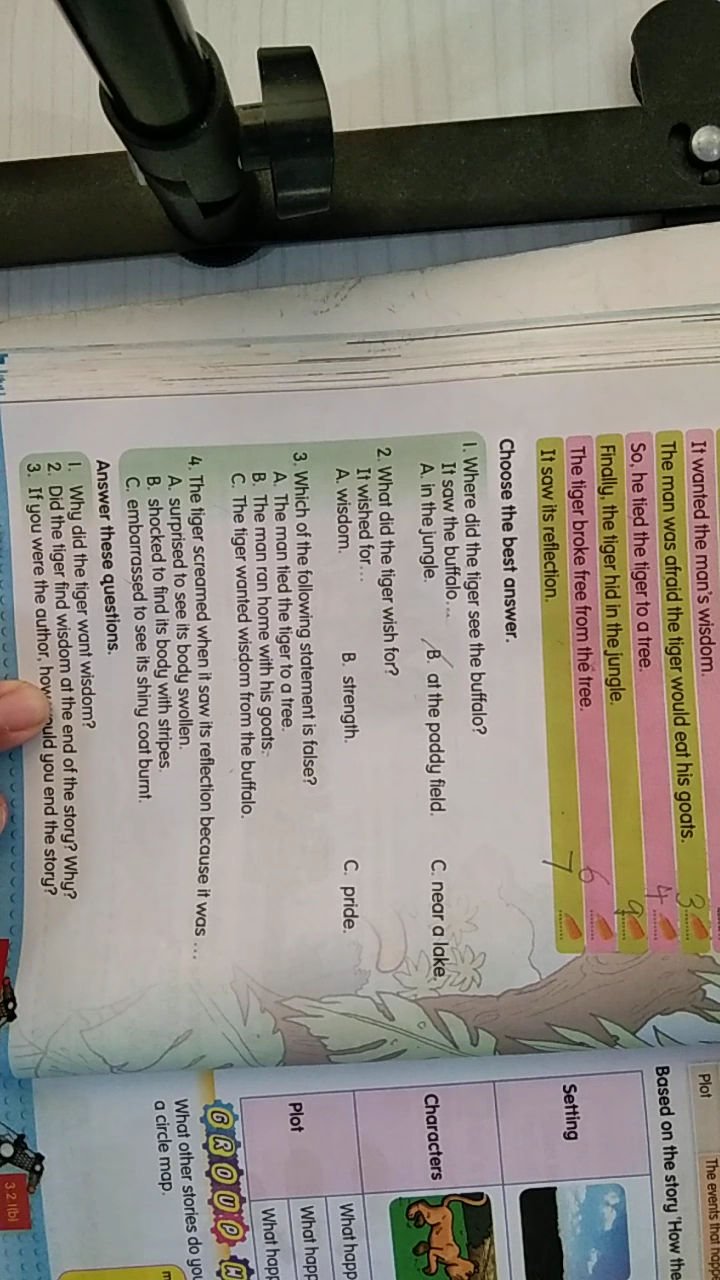 It wanted the man's wisdom.
The man was afraid the tiger would eat his goats. 3
So, he tied the tiger to a tree. 4
Finally, the tiger hid in the jungle.
The tiger broke free from the tree. 6
It saw its reflection. 7
Choose the best answer.
1. Where did the tiger see the buffalo?
It saw the buffalo ...
A. in the jungle. B. at the paddy field. C. near a lake.
2. What did the tiger wish for?
It wished for ...
A. wisdom. B. strength. C. pride.
3. Which of the following statement is false?
A. The man tied the tiger to a tree.
B. The man ran home with his goats.
C. The tiger wanted wisdom from the buffalo.
4. The tiger screamed when it saw its reflection because it was ...
A. surprised to see its body swollen.
B. shocked to find its body with stripes.
C. embarrassed to see its shiny coat burnt.
Answer these questions.
1. Why did the tiger want wisdom?
2. Did the tiger find wisdom at the end of the story? Why?
3. If you were the author, how would you end the story?
Plot The events that
Based on the story 'How the
Setting
Characters
Plot
What happ
What happ
What happ
GROUP
What other stories do you
a circle map.